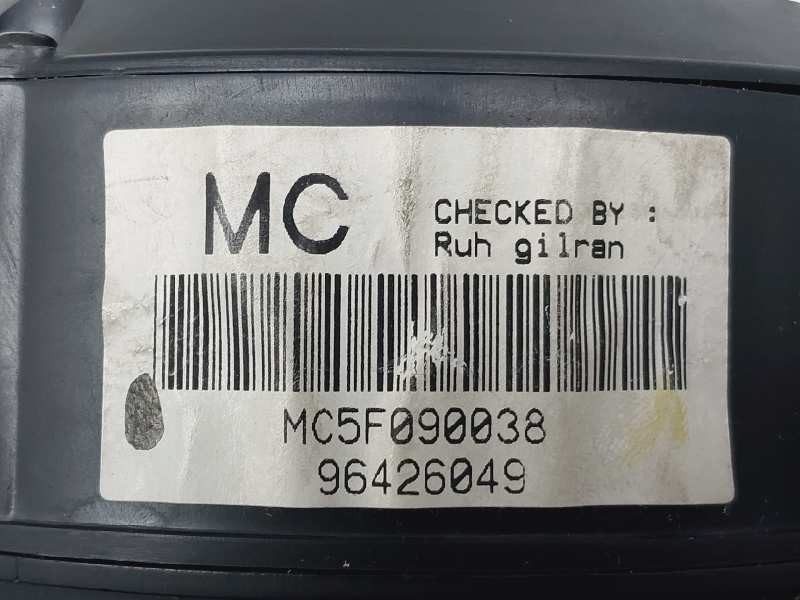 MC
CHECKED BY :
Ruh gilran
MC5F090038
96426049